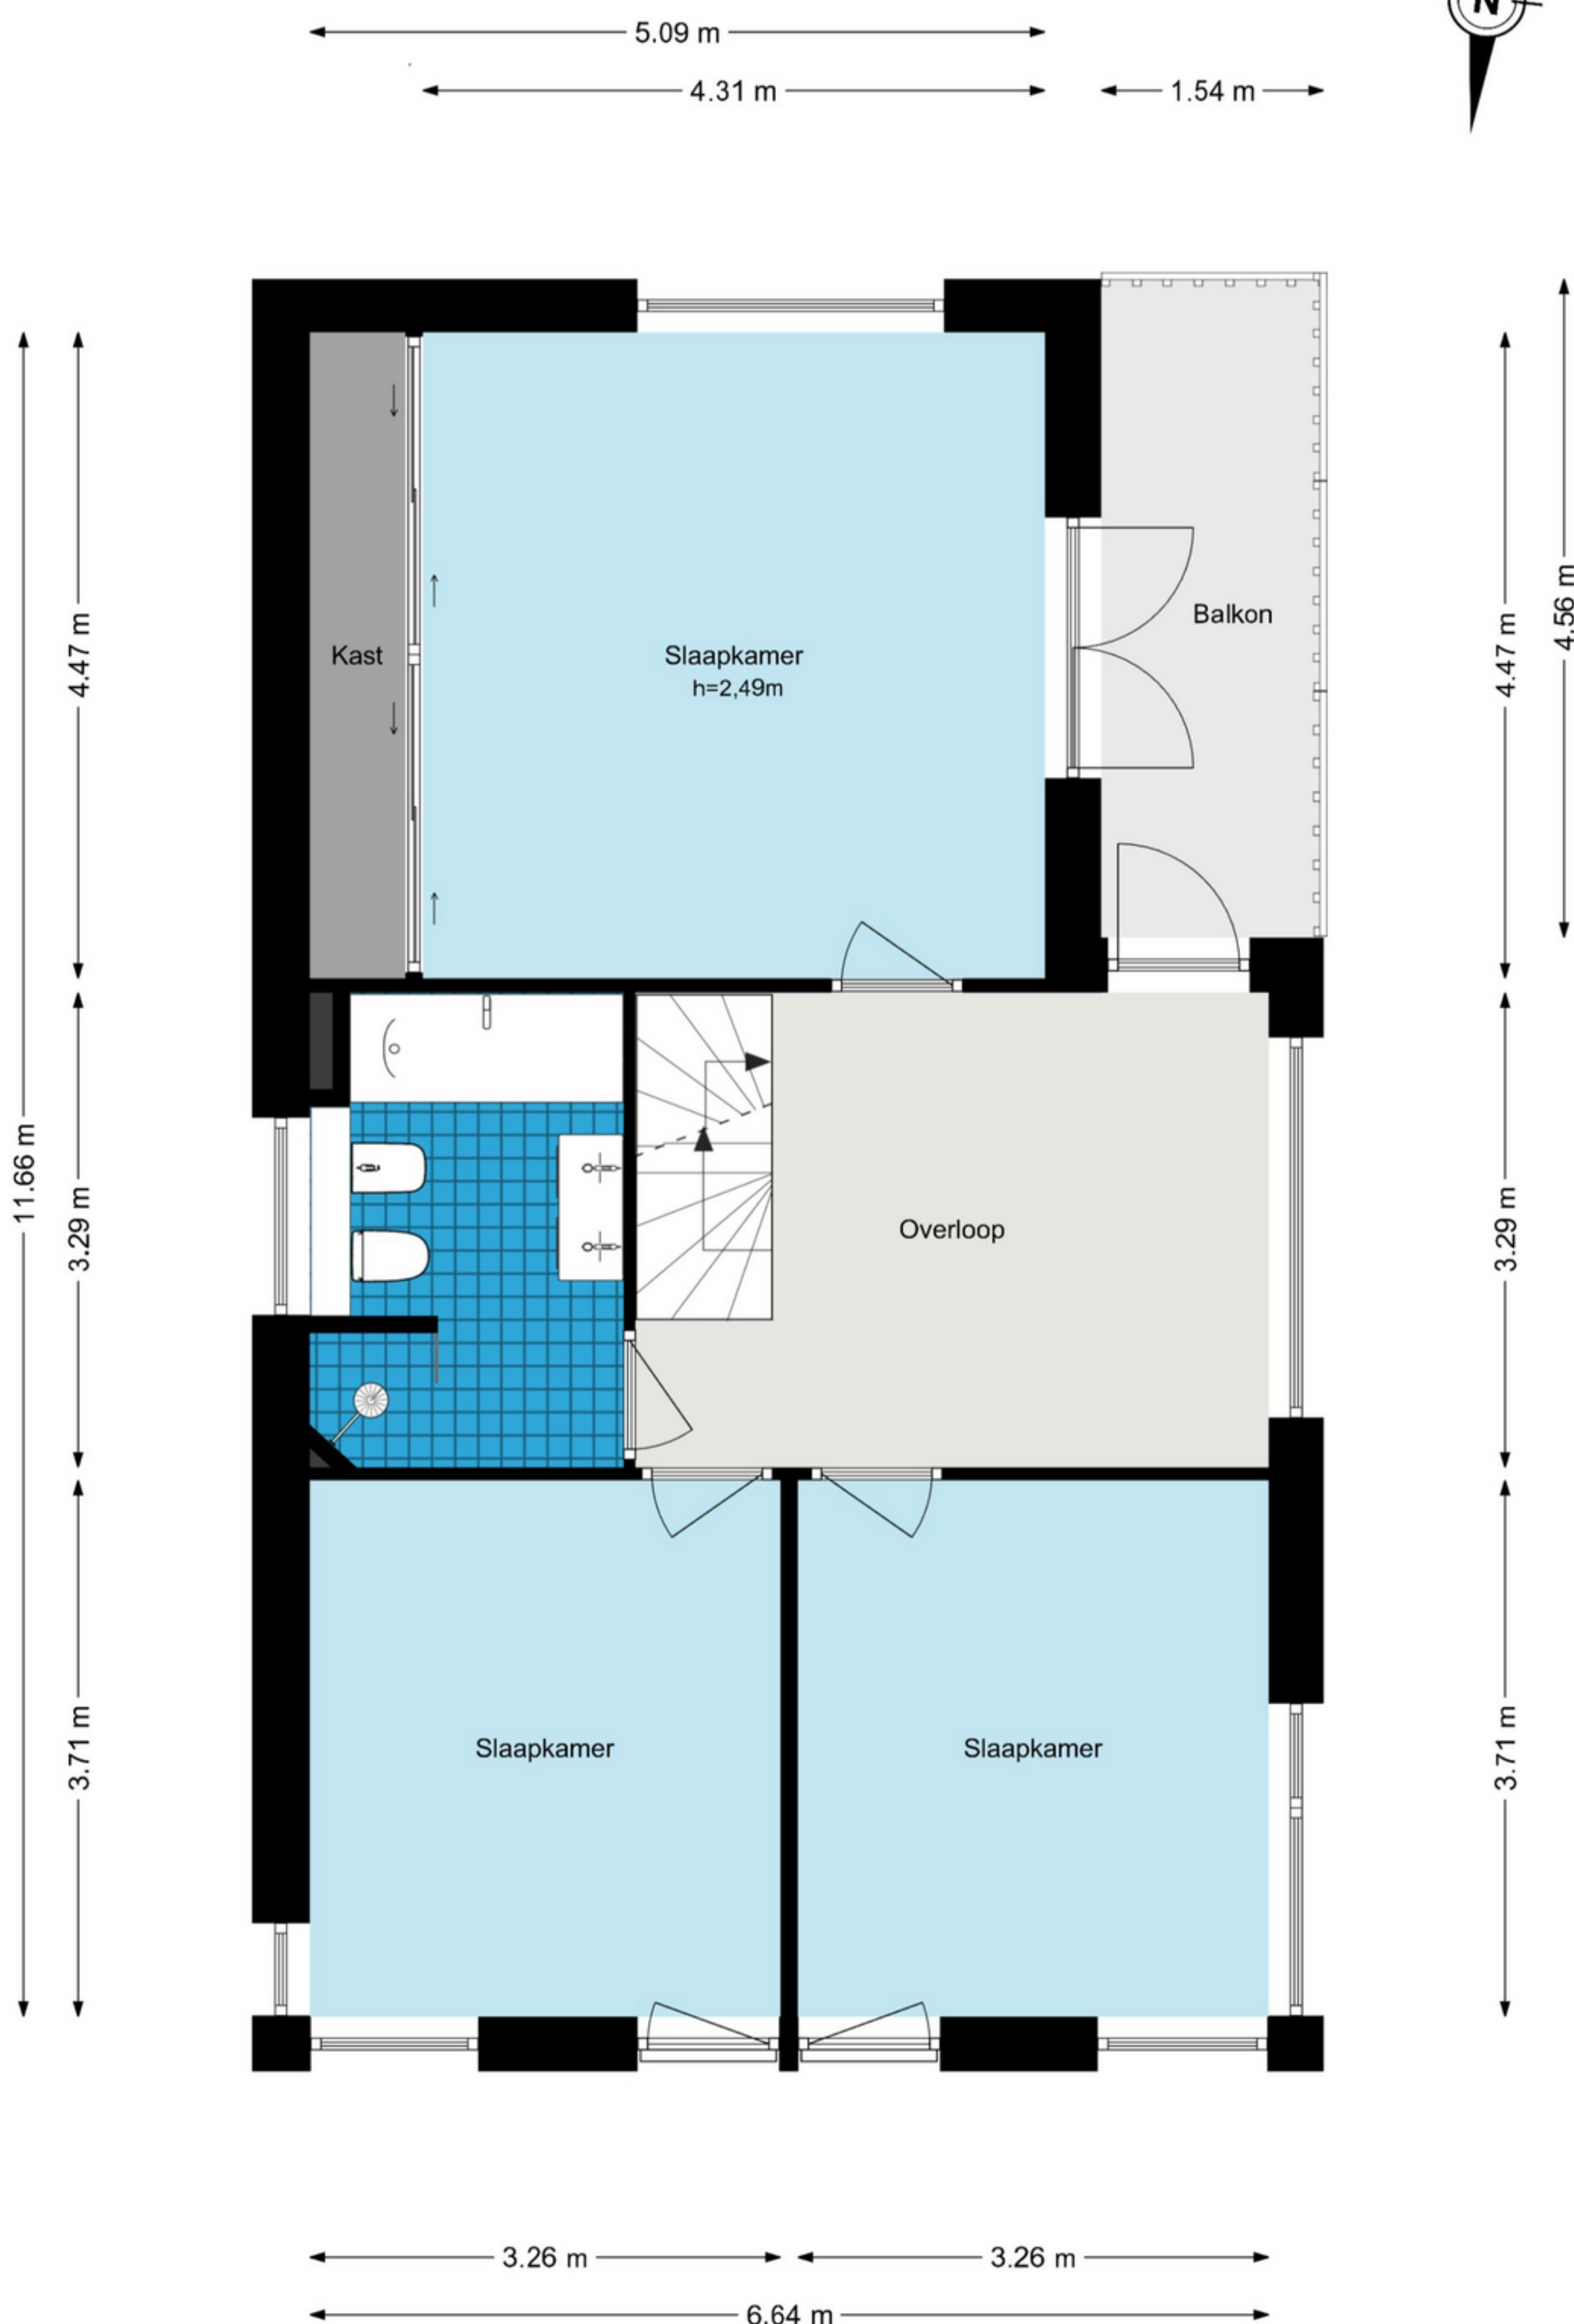 N
5.09 m
4.31 m
1.54 m
4.47 m
4.47 m
4.56 m
Kast
Slaapkamer
h=2,49m
Balkon
11.66 m
3.29 m
3.29 m
Overloop
3.71 m
3.71 m
Slaapkamer
Slaapkamer
3.26 m
3.26 m
6.64 m